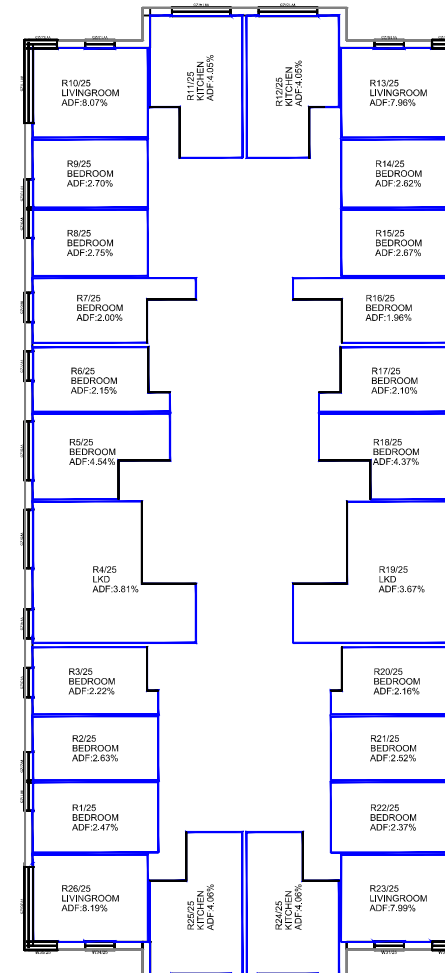 R10/25
LIVINGROOM
ADF:8.07%
R11/25
KITCHEN
ADF:4.05%
R12/25
KITCHEN
ADF:4.05%
R13/25
LIVINGROOM
ADF:7.96%
R9/25
BEDROOM
ADF:2.70%
R14/25
BEDROOM
ADF:2.62%
R8/25
BEDROOM
ADF:2.75%
R15/25
BEDROOM
ADF:2.67%
R7/25
BEDROOM
ADF:2.00%
R16/25
BEDROOM
ADF:1.96%
R6/25
BEDROOM
ADF:2.15%
R17/25
BEDROOM
ADF:2.10%
R5/25
BEDROOM
ADF:4.54%
R18/25
BEDROOM
ADF:4.37%
R4/25
LKD
ADF:3.81%
R19/25
LKD
ADF:3.67%
R3/25
BEDROOM
ADF:2.22%
R20/25
BEDROOM
ADF:2.16%
R2/25
BEDROOM
ADF:2.63%
R21/25
BEDROOM
ADF:2.52%
R1/25
BEDROOM
ADF:2.47%
R22/25
BEDROOM
ADF:2.37%
R26/25
LIVINGROOM
ADF:8.19%
R25/25
KITCHEN
ADF:4.06%
R24/25
KITCHEN
ADF:4.06%
R23/25
LIVINGROOM
ADF:7.99%